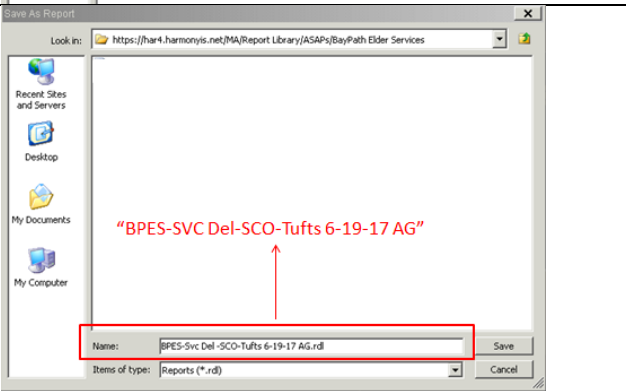 Save As Report
Look in: https://har4.harmonyis.net/MA/Report Library/ASAPs/BayPath Elder Services
Recent Sites
and Servers
Desktop
My Documents
My Computer
“BPES-SVC Del-SCO-Tufts 6-19-17 AG”
Name: BPES-Svc Del -SCO-Tufts 6-19-17 AG.rdl Save
Items of type: Reports (*.rdl) Cancel